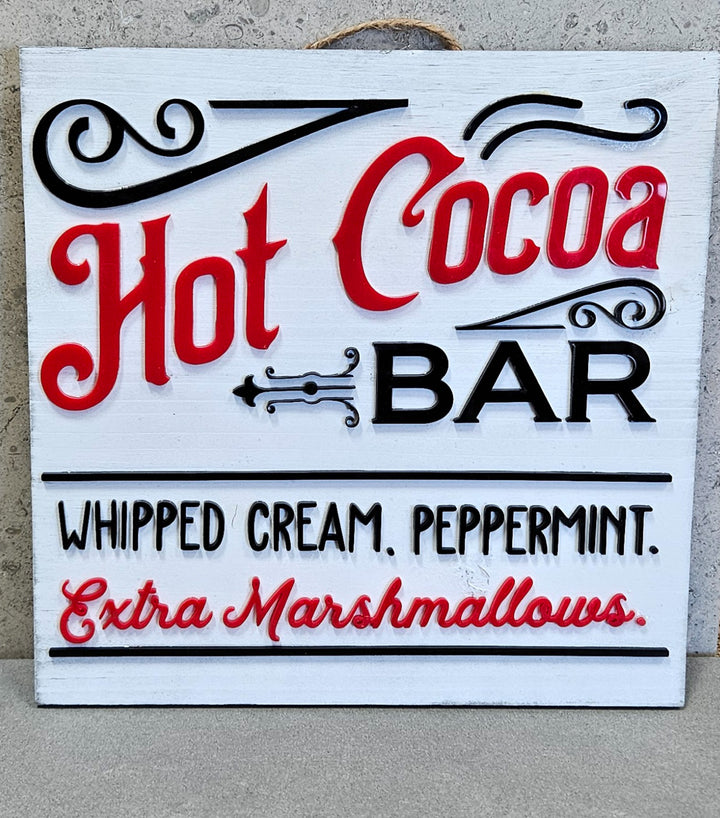 Hot Cocoa
BAR
WHIPPED CREAM. PEPPERMINT.
Extra Marshmallows.